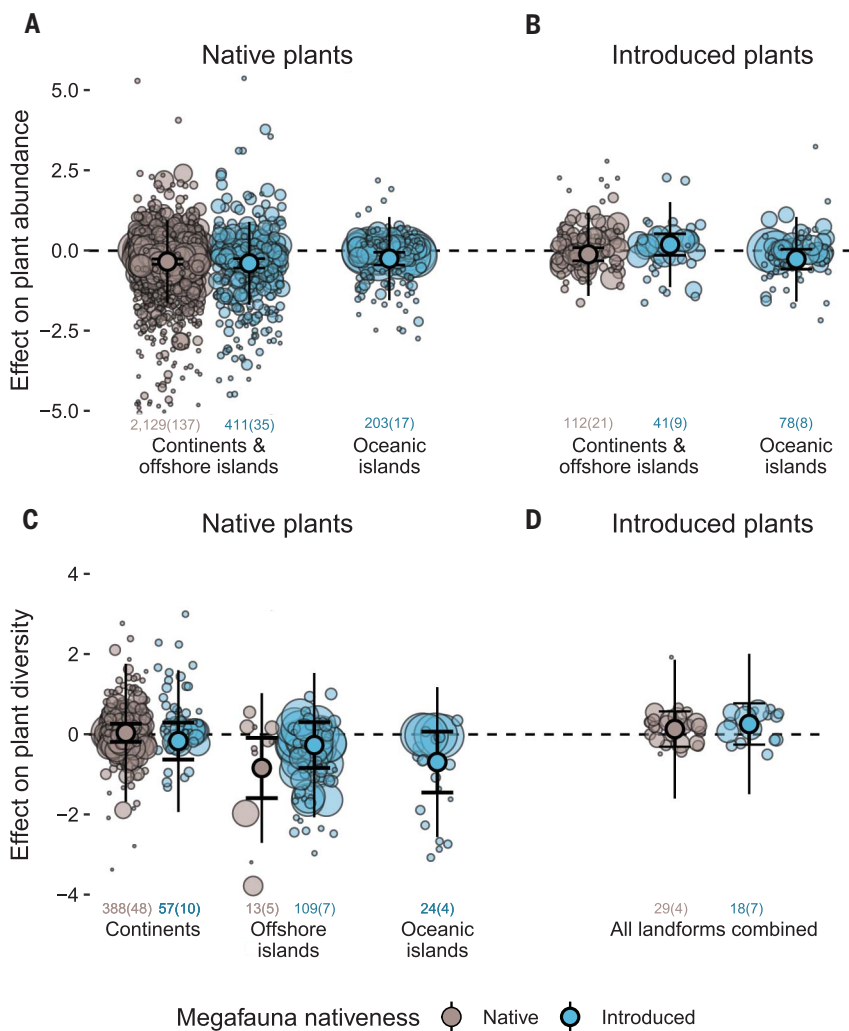 A
B
Native plants
Introduced plants
Effect on plant abundance
5.0
2.5
0.0
−2.5
−5.0
2,129(137)
411(35)
203(17)
112(21)
41(9)
78(8)
Continents &
offshore islands
Oceanic
islands
Continents &
offshore islands
Oceanic
islands
C
D
Native plants
Introduced plants
Effect on plant diversity
4
2
0
−2
−4
388(48)
57(10)
13(5)
109(7)
24(4)
29(4)
18(7)
Continents
Offshore
islands
Oceanic
islands
All landforms combined
Megafauna nativeness
Native
Introduced